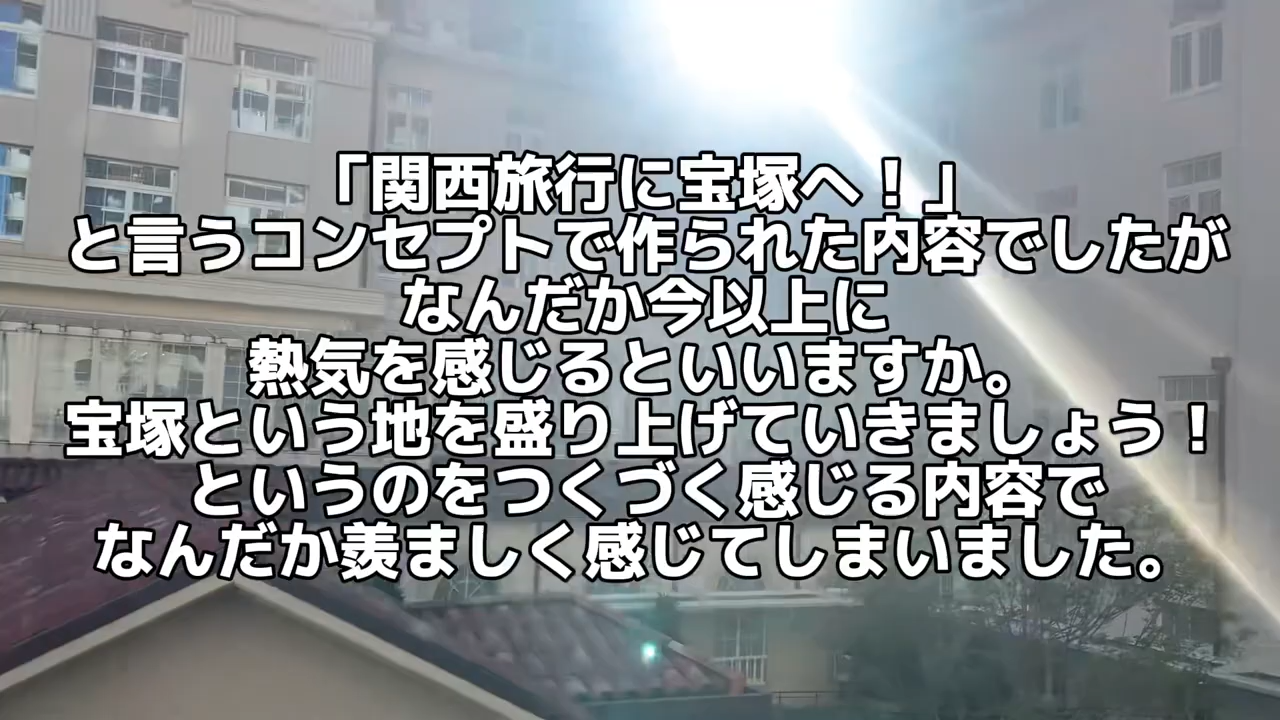 「関西旅行に宝塚へ！」
と言うコンセプトで作られた内容でしたが
なんだか今以上に
熱気を感じるといいますか。
宝塚という地を盛り上げていきましょう！
というのをつくづく感じる内容で
なんだか羨ましく感じてしまいました。